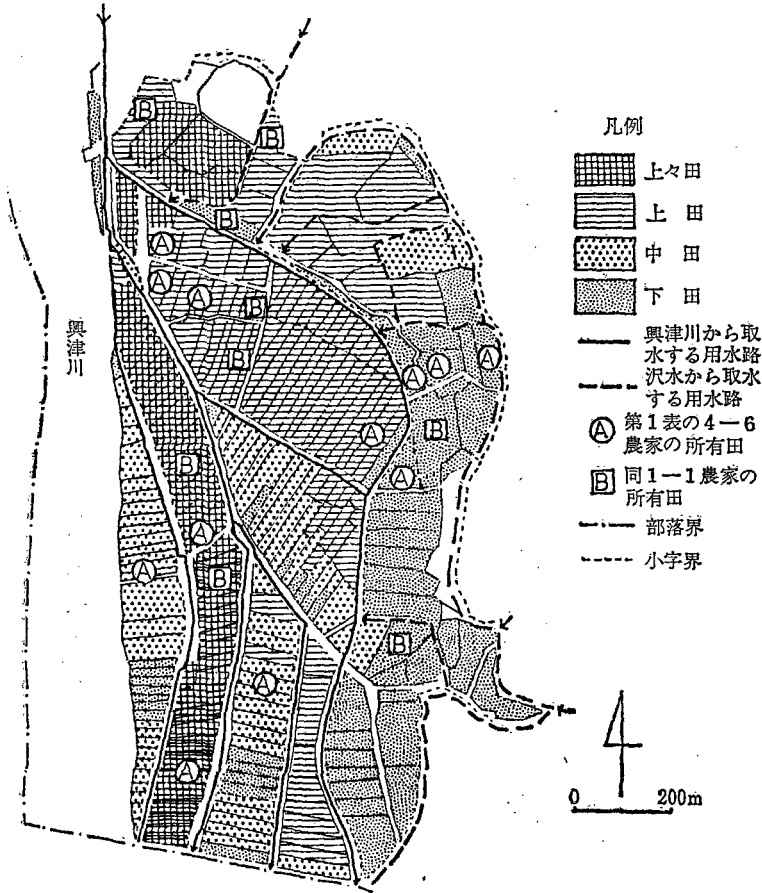 凡例
上々田
上 田
中 田
下 田
興津川から取
水する用水路
沢水から取水
する用水路
A 第1表の4－6
農家の所有田
B 同1－1農家の
所有田
部落界
小字界
興津川
B
B
B
A
A
A
B
B
A
A
A
B
A
B
A
A
A
B
B
A
A
0 200m